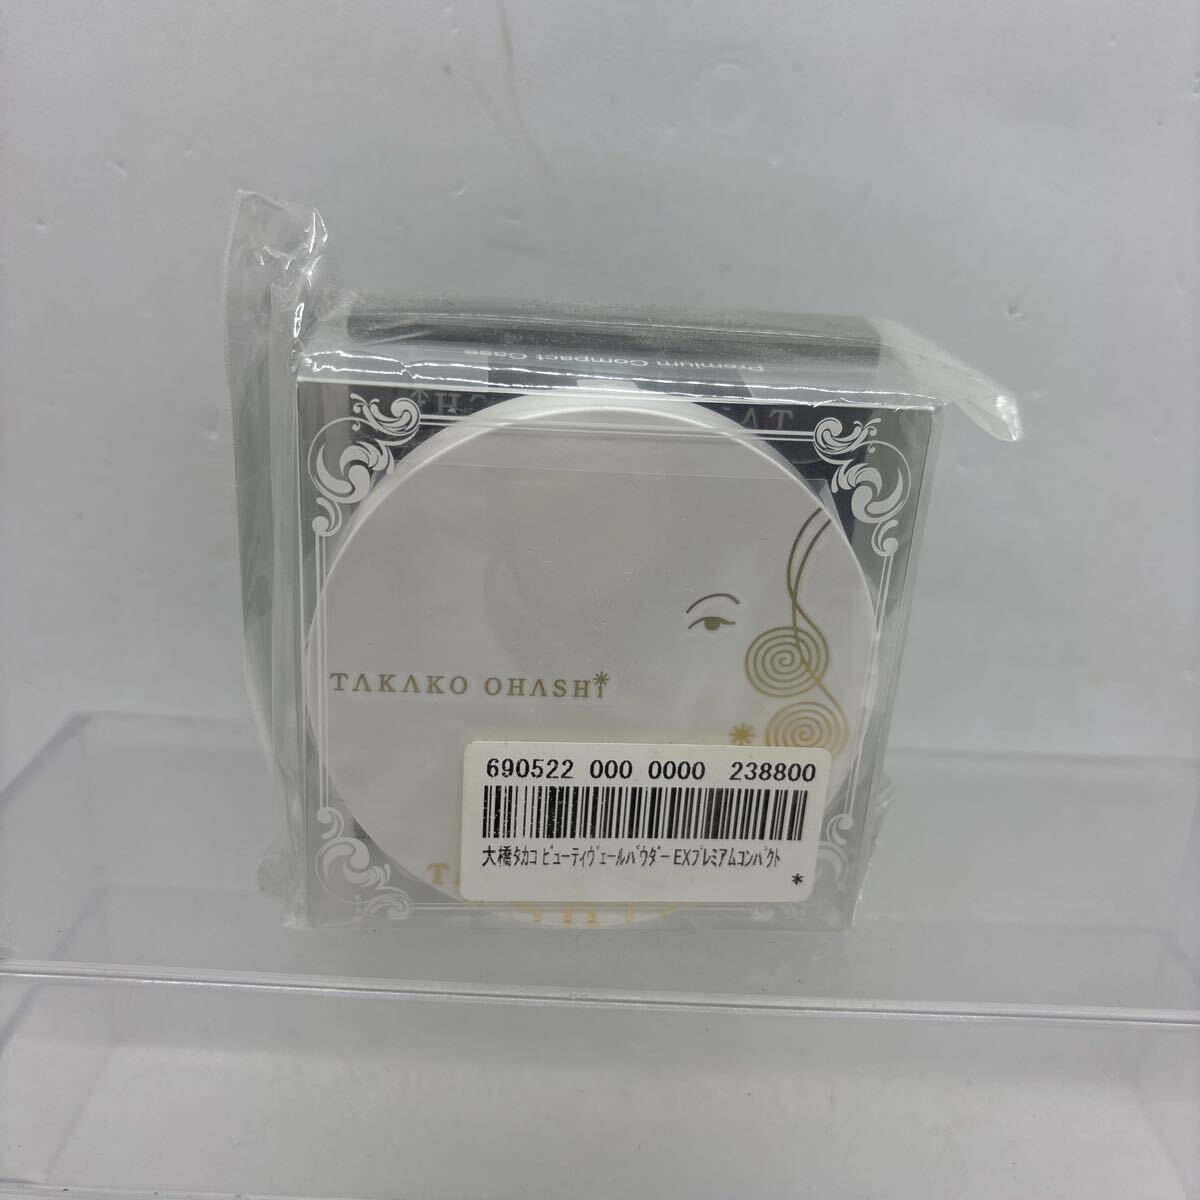 Premium Compact Case
TAKAKO OHASHI
690522 000 0000 238800
大橋タカコ ﾋﾞｭｰﾃｨｳﾞｪｰﾙﾊﾟｳﾀﾞｰ EXﾌﾟﾚﾐｱﾑｺﾝﾊﾟｸﾄ
*